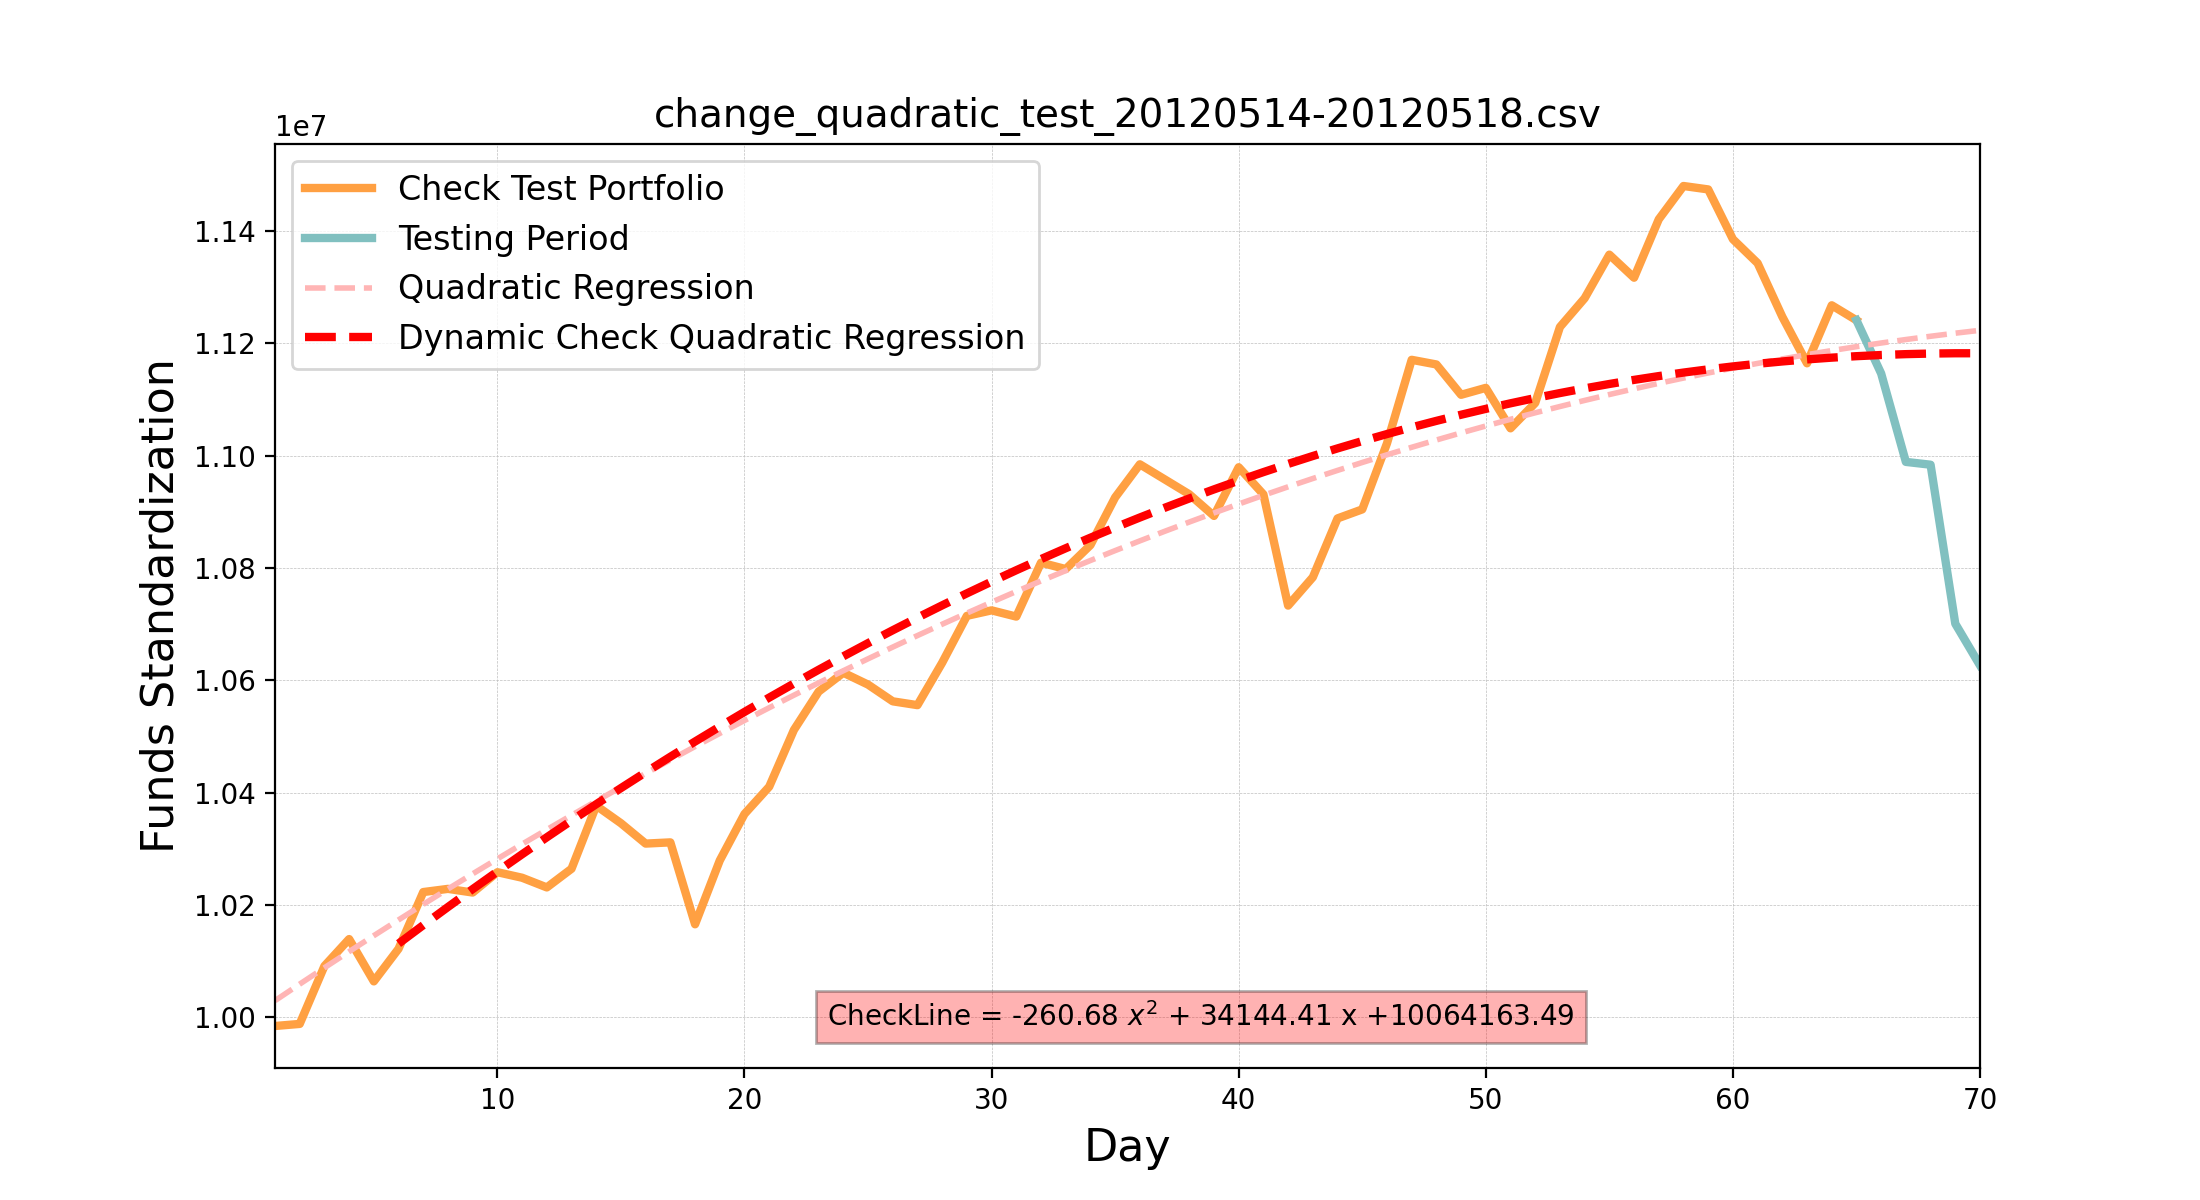 change_quadratic_test_20120514-20120518.csv
1e7
Check Test Portfolio
Testing Period
Quadratic Regression
Dynamic Check Quadratic Regression
Funds Standardization
1.14
1.12
1.10
1.08
1.06
1.04
1.02
1.00
CheckLine = -260.68 x² + 34144.41 x +10064163.49
10 20 30 40 50 60 70
Day